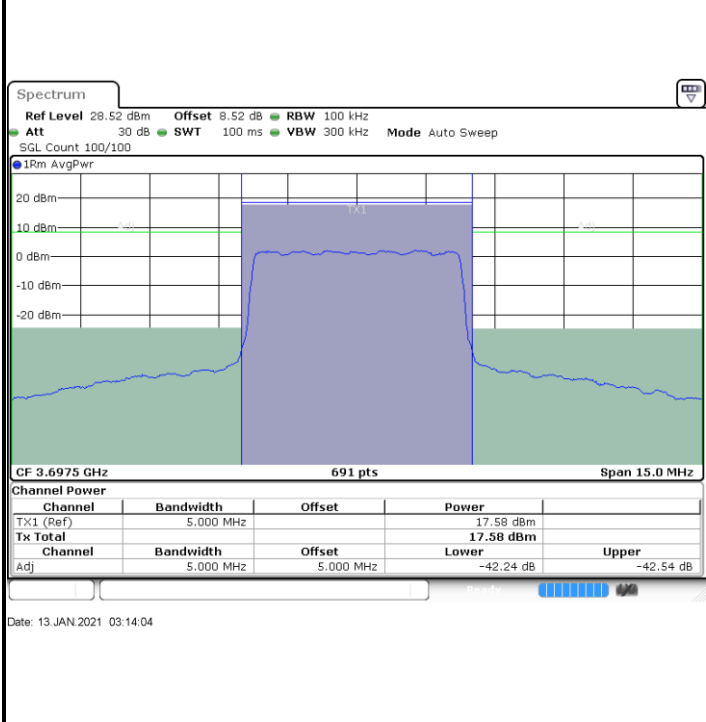 Spectrum
Ref Level 28.52 dBm Offset 8.52 dB RBW 100 kHz
Att 30 dB SWT 100 ms VBW 300 kHz Mode Auto Sweep
SGL Count 100/100
1Rm AvgPwr
TX1
20 dBm
Adj Adj
10 dBm
0 dBm
-10 dBm
-20 dBm
CF 3.6975 GHz 691 pts Span 15.0 MHz
Channel Power
Channel Bandwidth Offset Power
TX1 (Ref) 5.000 MHz 17.58 dBm
Tx Total 17.58 dBm
Channel Bandwidth Offset Lower Upper
Adj 5.000 MHz 5.000 MHz -42.24 dB -42.54 dB
Ready
Date: 13.JAN.2021 03:14:04